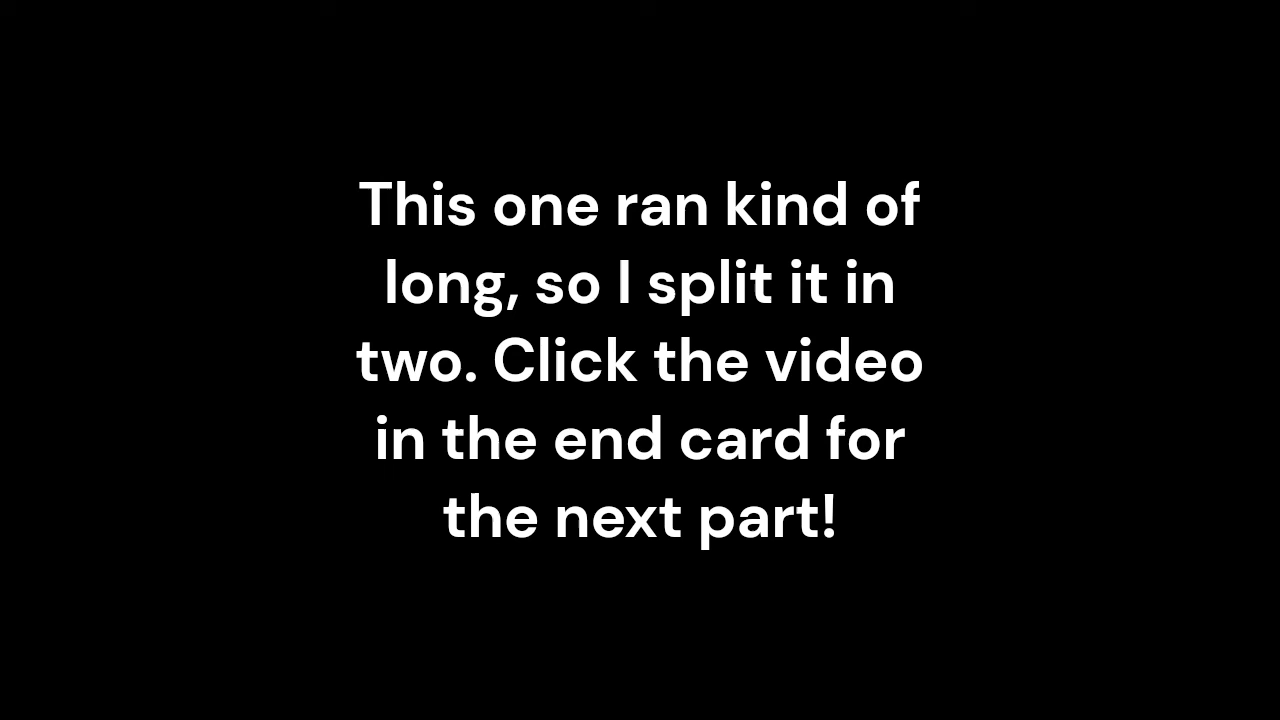 This one ran kind of
long, so I split it in
two. Click the video
in the end card for
the next part!